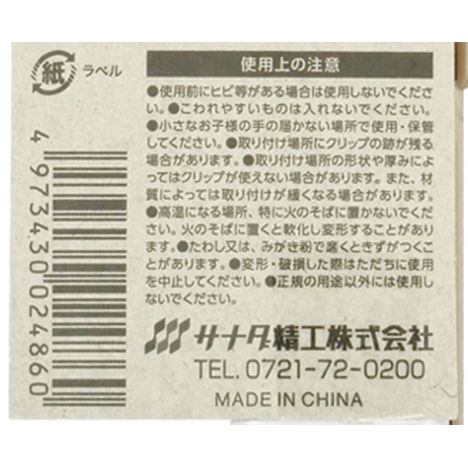 紙 ラベル
使用上の注意
●使用前にヒビ等がある場合は使用しないでくださ
い。●こわれやすいものは入れないでください。
●小さなお子様の手の届かない場所で使用・保管
してください。●取り付け場所にクリップの跡が残る
場合があります。●取り付け場所の形状や厚みによ
ってはクリップが使えない場合があります。また、材
質によっては取り付けが緩くなる場合があります。
●高温になる場所、特に火のそばに置かないでくだ
さい。火のそばに置くと軟化し変形することがあり
ます。●たわし又は、みがき粉で磨くときずがつくこ
とがあります。●変形・破損した際はただちに使用
を中止してください。●正規の用途以外には使用し
ないでください。
サナダ精工株式会社
TEL. 0721-72-0200
MADE IN CHINA
4973430024860